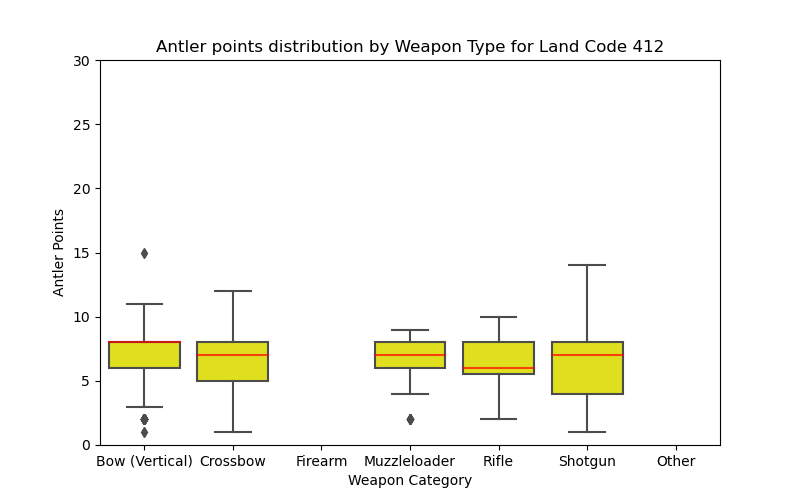 Antler points distribution by Weapon Type for Land Code 412
30
25
20
15
10
5
0
Antler Points
Bow (Vertical) Crossbow Firearm Muzzleloader Rifle Shotgun Other
Weapon Category